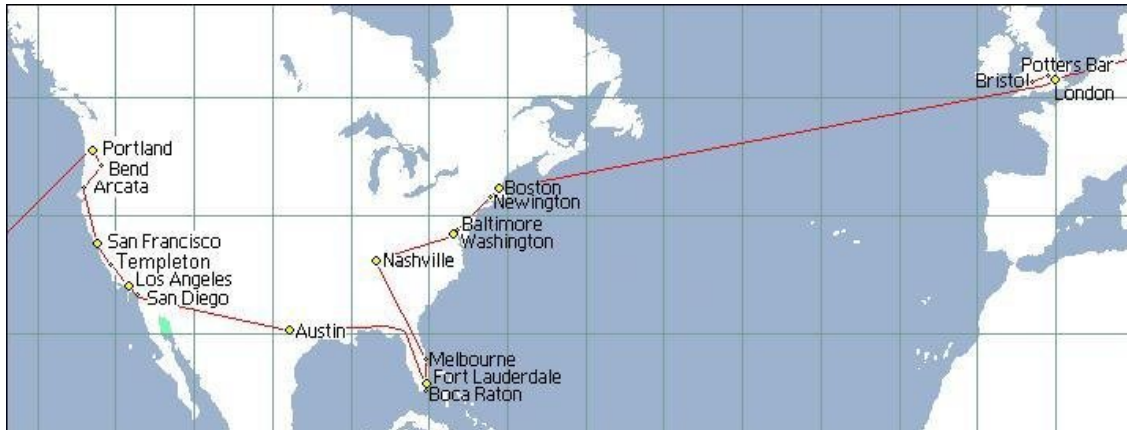 Potters Bar
Bristol
London
Portland
Bend
Arcata
Boston
Newington
Baltimore
Washington
San Francisco
Nashville
Templeton
Los Angeles
San Diego
Austin
Melbourne
Fort Lauderdale
Boca Raton